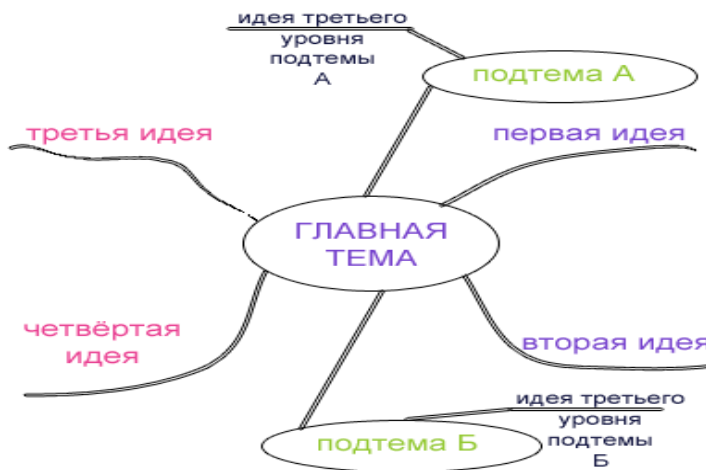 идея третьего
уровня
подтемы
А
подтема А
третья идея
первая идея
ГЛАВНАЯ
ТЕМА
четвёртая
идея
вторая идея
идея третьего
уровня
подтемы
Б
подтема Б